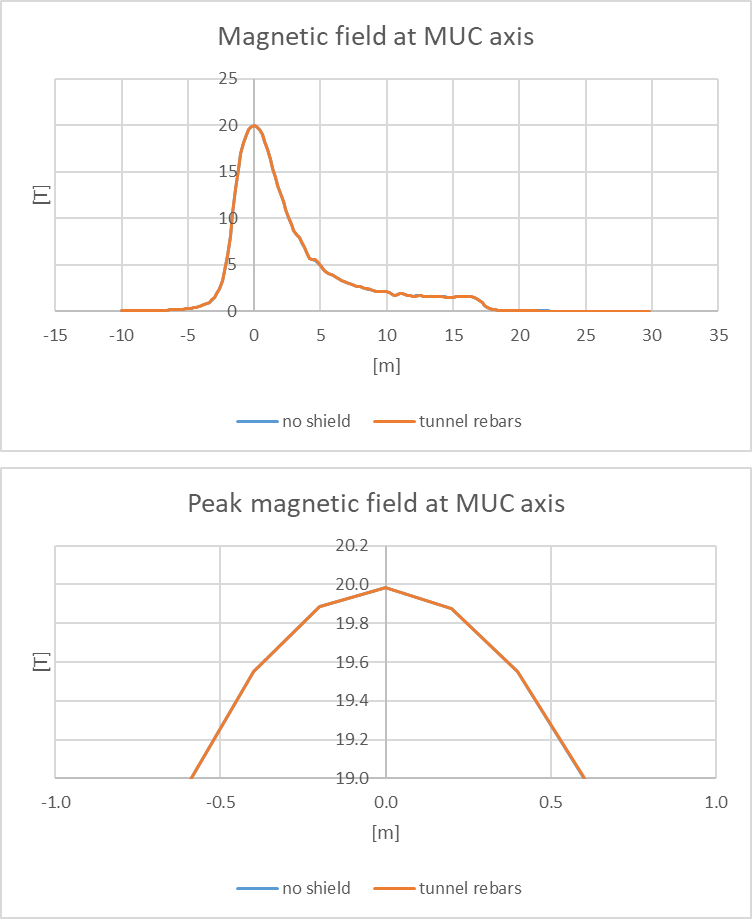 Magnetic field at MUC axis
25
20
15
10
5
0
[T]
-15 -10 -5 0 5 10 15 20 25 30 35
[m]
no shield tunnel rebars
Peak magnetic field at MUC axis
20.2
20.0
19.8
19.6
19.4
19.2
19.0
[T]
-1.0 -0.5 0.0 0.5 1.0
[m]
no shield tunnel rebars